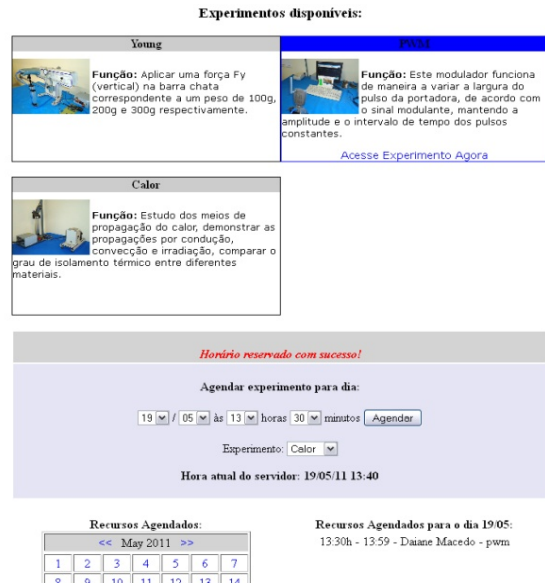 Experimentos disponíveis:
Young
Função: Aplicar uma força Fy
(vertical) na barra chata
correspondente a um peso de 100g,
200g e 300g respectivamente.
PWM
Função: Este modulador funciona
de maneira a variar a largura do
pulso da portadora, de acordo com
o sinal modulante, mantendo a
amplitude e o intervalo de tempo dos pulsos
constantes.
Acesse Experimento Agora
Calor
Função: Estudo dos meios de
propagação do calor, demonstrar as
propagações por condução,
convecção e irradiação, comparar o
grau de isolamento térmico entre diferentes
materiais.
Horário reservado com sucesso!
Agendar experimento para dia:
19 / 05 às 13 horas 30 minutos Agendar
Experimento: Calor
Hora atual do servidor: 19/05/11 13:40
Recursos Agendados:
<< May 2011 >>
1 2 3 4 5 6 7
8 9 10 11 12 13 14
Recursos Agendados para o dia 19/05:
13:30h - 13:59 - Daiane Macedo - pwm